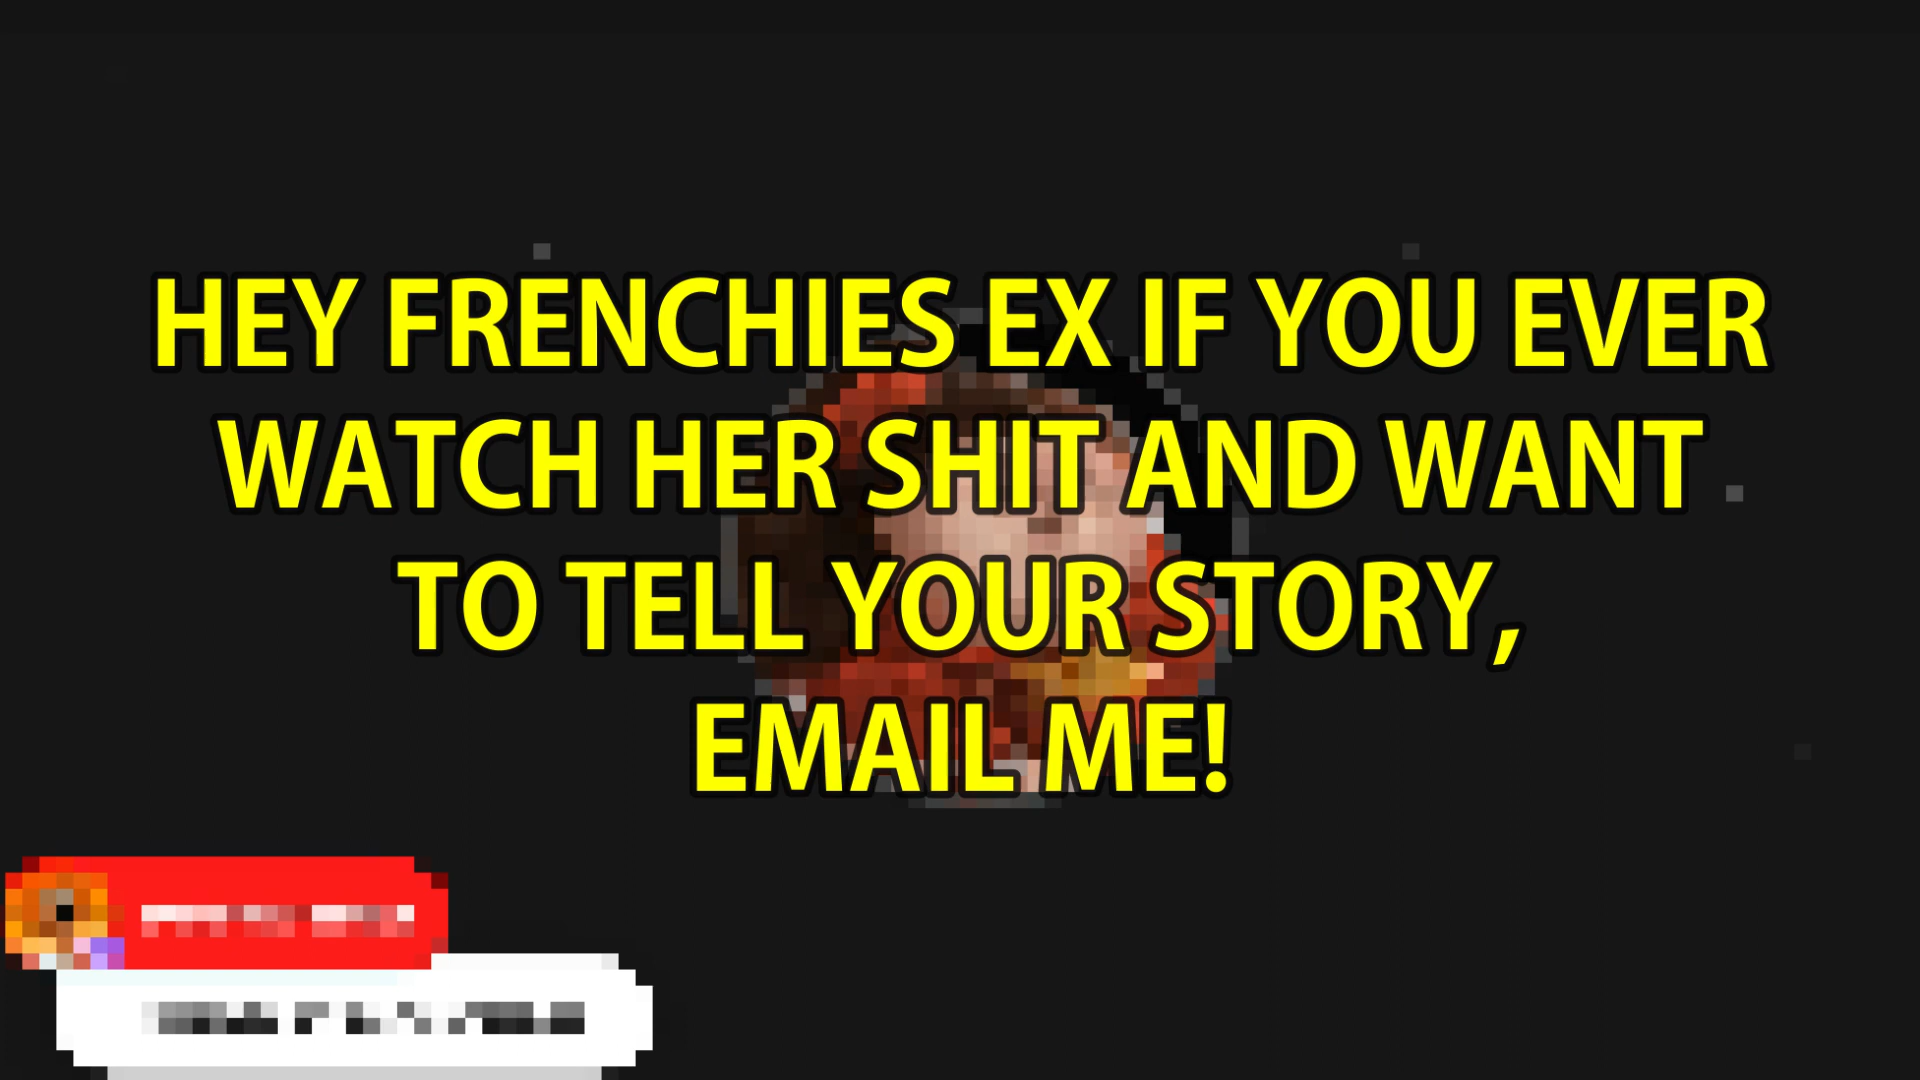 HEY FRENCHIES EX IF YOU EVER
WATCH HER SHIT AND WANT
TO TELL YOUR STORY,
EMAIL ME!